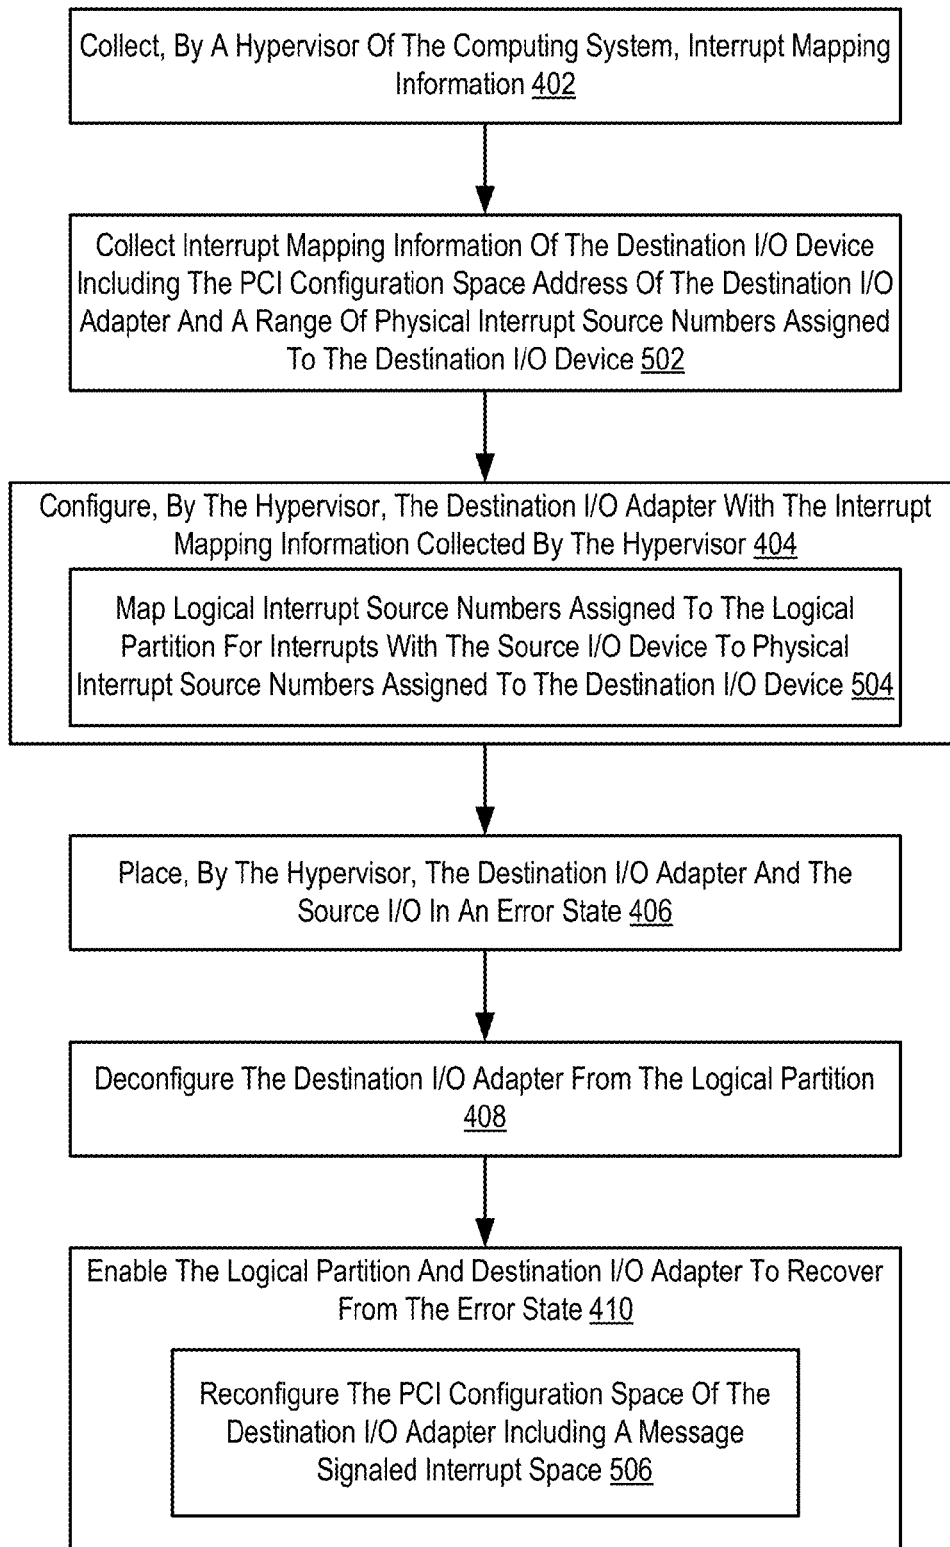 Collect, By A Hypervisor Of The Computing System, Interrupt Mapping
Information 402
Collect Interrupt Mapping Information Of The Destination I/O Device
Including The PCI Configuration Space Address Of The Destination I/O
Adapter And A Range Of Physical Interrupt Source Numbers Assigned
To The Destination I/O Device 502
Configure, By The Hypervisor, The Destination I/O Adapter With The Interrupt
Mapping Information Collected By The Hypervisor 404
Map Logical Interrupt Source Numbers Assigned To The Logical
Partition For Interrupts With The Source I/O Device To Physical
Interrupt Source Numbers Assigned To The Destination I/O Device 504
Place, By The Hypervisor, The Destination I/O Adapter And The
Source I/O In An Error State 406
Deconfigure The Destination I/O Adapter From The Logical Partition
408
Enable The Logical Partition And Destination I/O Adapter To Recover
From The Error State 410
Reconfigure The PCI Configuration Space Of The
Destination I/O Adapter Including A Message
Signaled Interrupt Space 506